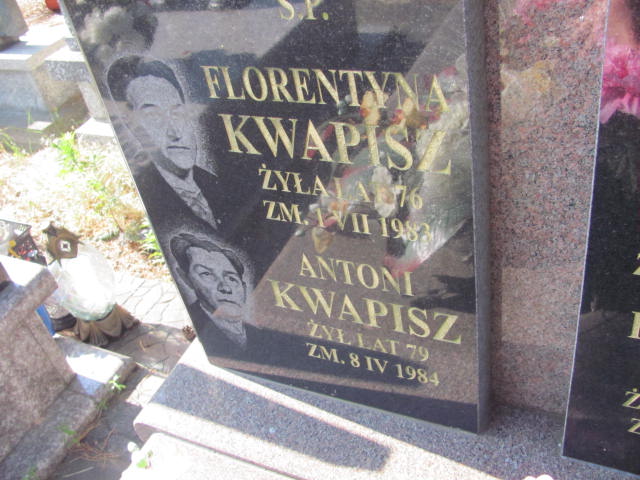 Ś.P.
FLORENTYNA
KWAPISZ
ŻYŁA LAT 76
ZM. 1 VII 1983
ANTONI
KWAPISZ
ŻYŁ LAT 79
ZM. 8 IV 1984